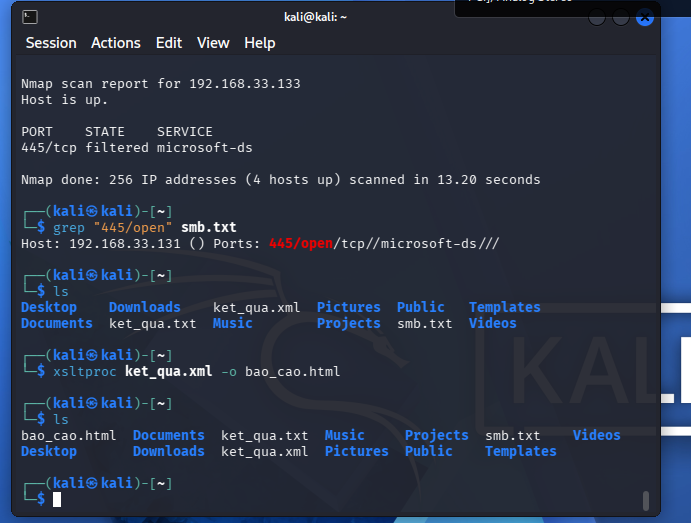 kali@kali: ~
Session Actions Edit View Help
Nmap scan report for 192.168.33.133
Host is up.
PORT    STATE    SERVICE
445/tcp filtered microsoft-ds
Nmap done: 256 IP addresses (4 hosts up) scanned in 13.20 seconds
┌──(kali㉿kali)-[~]
└─$ grep "445/open" smb.txt
Host: 192.168.33.131 () Ports: 445/open/tcp//microsoft-ds///
┌──(kali㉿kali)-[~]
└─$ ls
Desktop    Downloads    ket_qua.xml  Pictures  Public    Templates
Documents  ket_qua.txt  Music        Projects  smb.txt  Videos
┌──(kali㉿kali)-[~]
└─$ xsltproc ket_qua.xml -o bao_cao.html
┌──(kali㉿kali)-[~]
└─$ ls
bao_cao.html  Documents  ket_qua.txt  Music     Projects  smb.txt    Videos
Desktop       Downloads  ket_qua.xml  Pictures  Public    Templates
┌──(kali㉿kali)-[~]
└─$
KALI